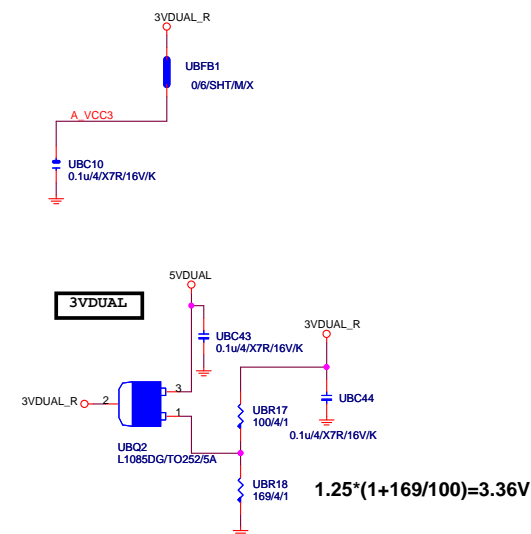 3VDUAL_R
UBFB1
0/6/SHT/M/X
A_VCC3
UBC10
0.1u/4/X7R/16V/K
5VDUAL
3VDUAL
UBC43
0.1u/4/X7R/16V/K
3VDUAL_R
3VDUAL_R
2
3
1
UBC44
0.1u/4/X7R/16V/K
UBR17
100/4/1
UBQ2
L1085DG/TO252/5A
UBR18
169/4/1
1.25*(1+169/100)=3.36V